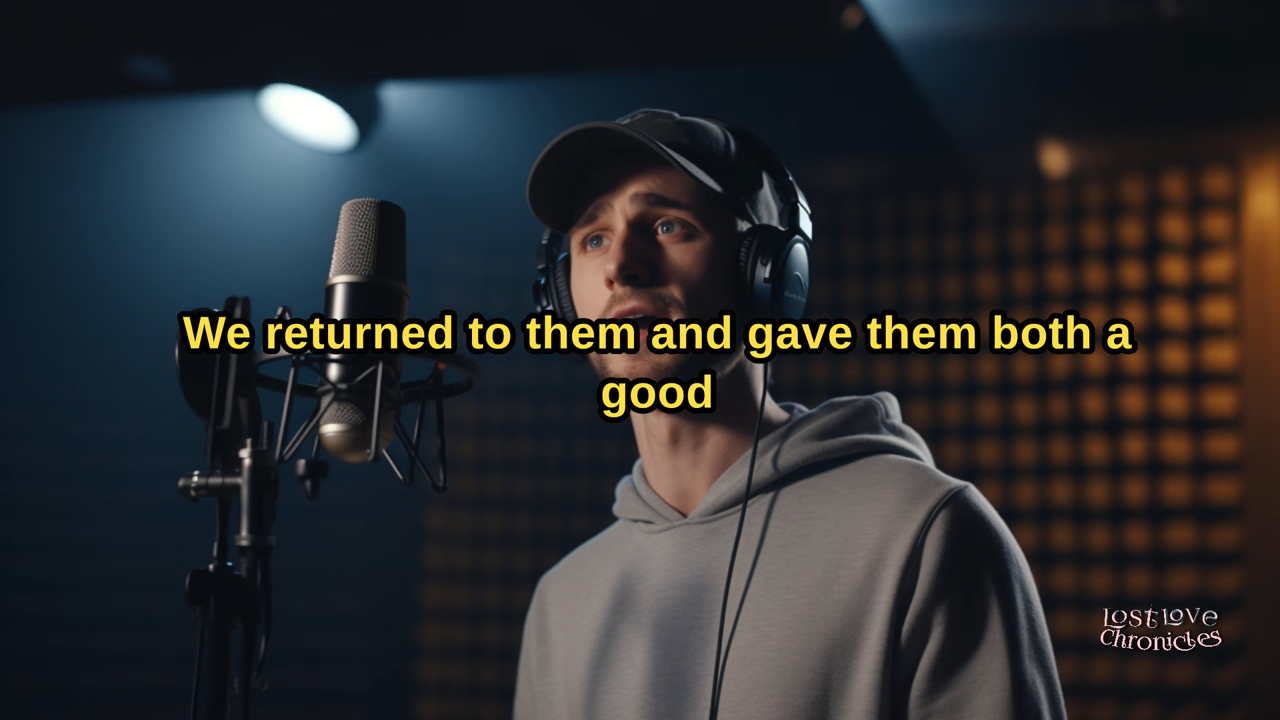 We returned to them and gave them both a
good
Lost love
Chronicles